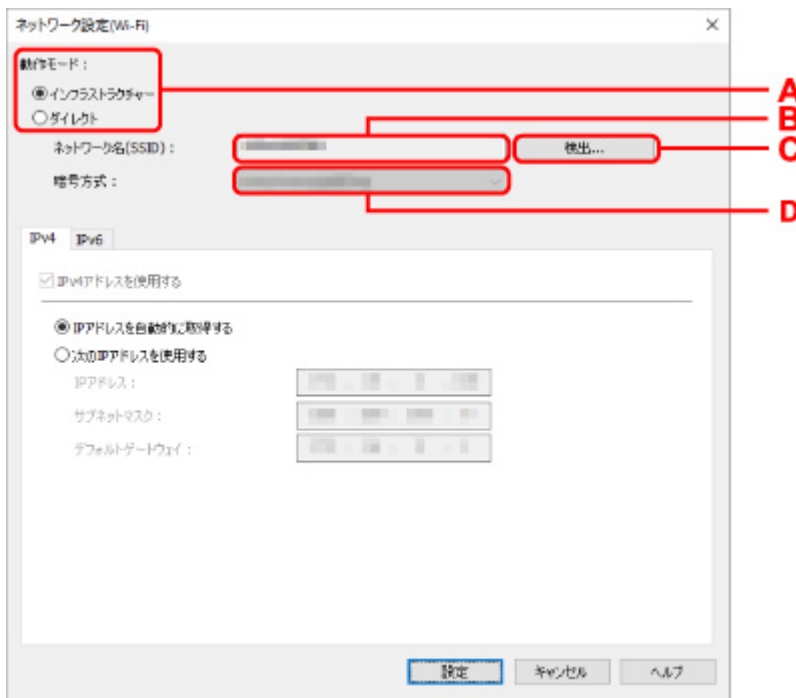 ネットワーク設定(Wi-Fi)
動作モード：
インフラストラクチャー
A
ダイレクト
B
ネットワーク名(SSID)：
検出...
C
暗号方式：
D
IPv4 IPv6
IPv4アドレスを使用する
IPアドレスを自動的に取得する
次のIPアドレスを使用する
IPアドレス：
サブネットマスク：
デフォルトゲートウェイ：
設定 キャンセル ヘルプ